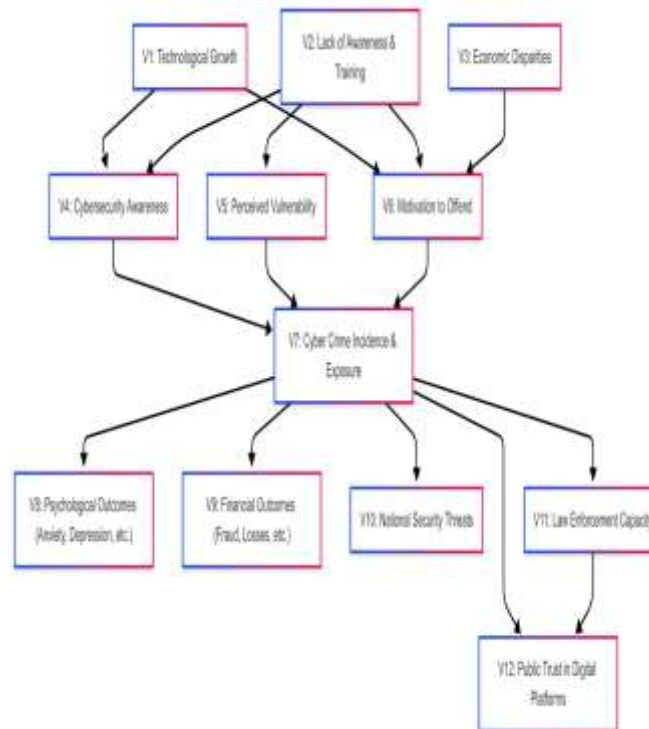 V1: Technological Growth
V2: Lack of Awareness &
Training
V3: Economic Disparities
V4: Cybersecurity Awareness
V5: Perceived Vulnerability
V6: Motivation to Offend
V7: Cyber Crime Incidence &
Exposure
V8: Psychological Outcomes
(Anxiety, Depression, etc.)
V9: Financial Outcomes
(Fraud, Losses, etc.)
V10: National Security Threats
V11: Law Enforcement Capacity
V12: Public Trust in Digital
Platforms